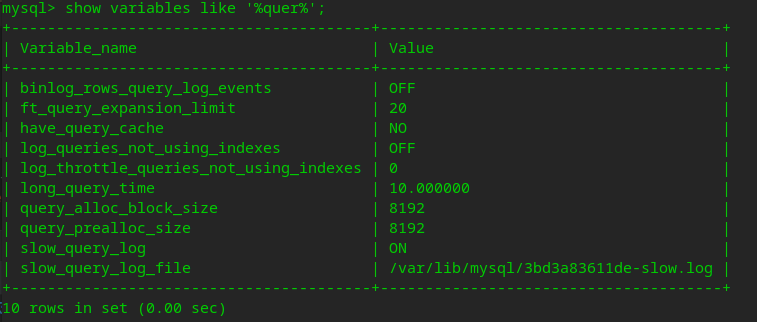 mysql> show variables like '%quer%';
+----------------------------------------+--------------------------------------+
| Variable_name | Value |
+----------------------------------------+--------------------------------------+
| binlog_rows_query_log_events | OFF |
| ft_query_expansion_limit | 20 |
| have_query_cache | NO |
| log_queries_not_using_indexes | OFF |
| log_throttle_queries_not_using_indexes | 0 |
| long_query_time | 10.000000 |
| query_alloc_block_size | 8192 |
| query_prealloc_size | 8192 |
| slow_query_log | ON |
| slow_query_log_file | /var/lib/mysql/3bd3a83611de-slow.log |
+----------------------------------------+--------------------------------------+
10 rows in set (0.00 sec)